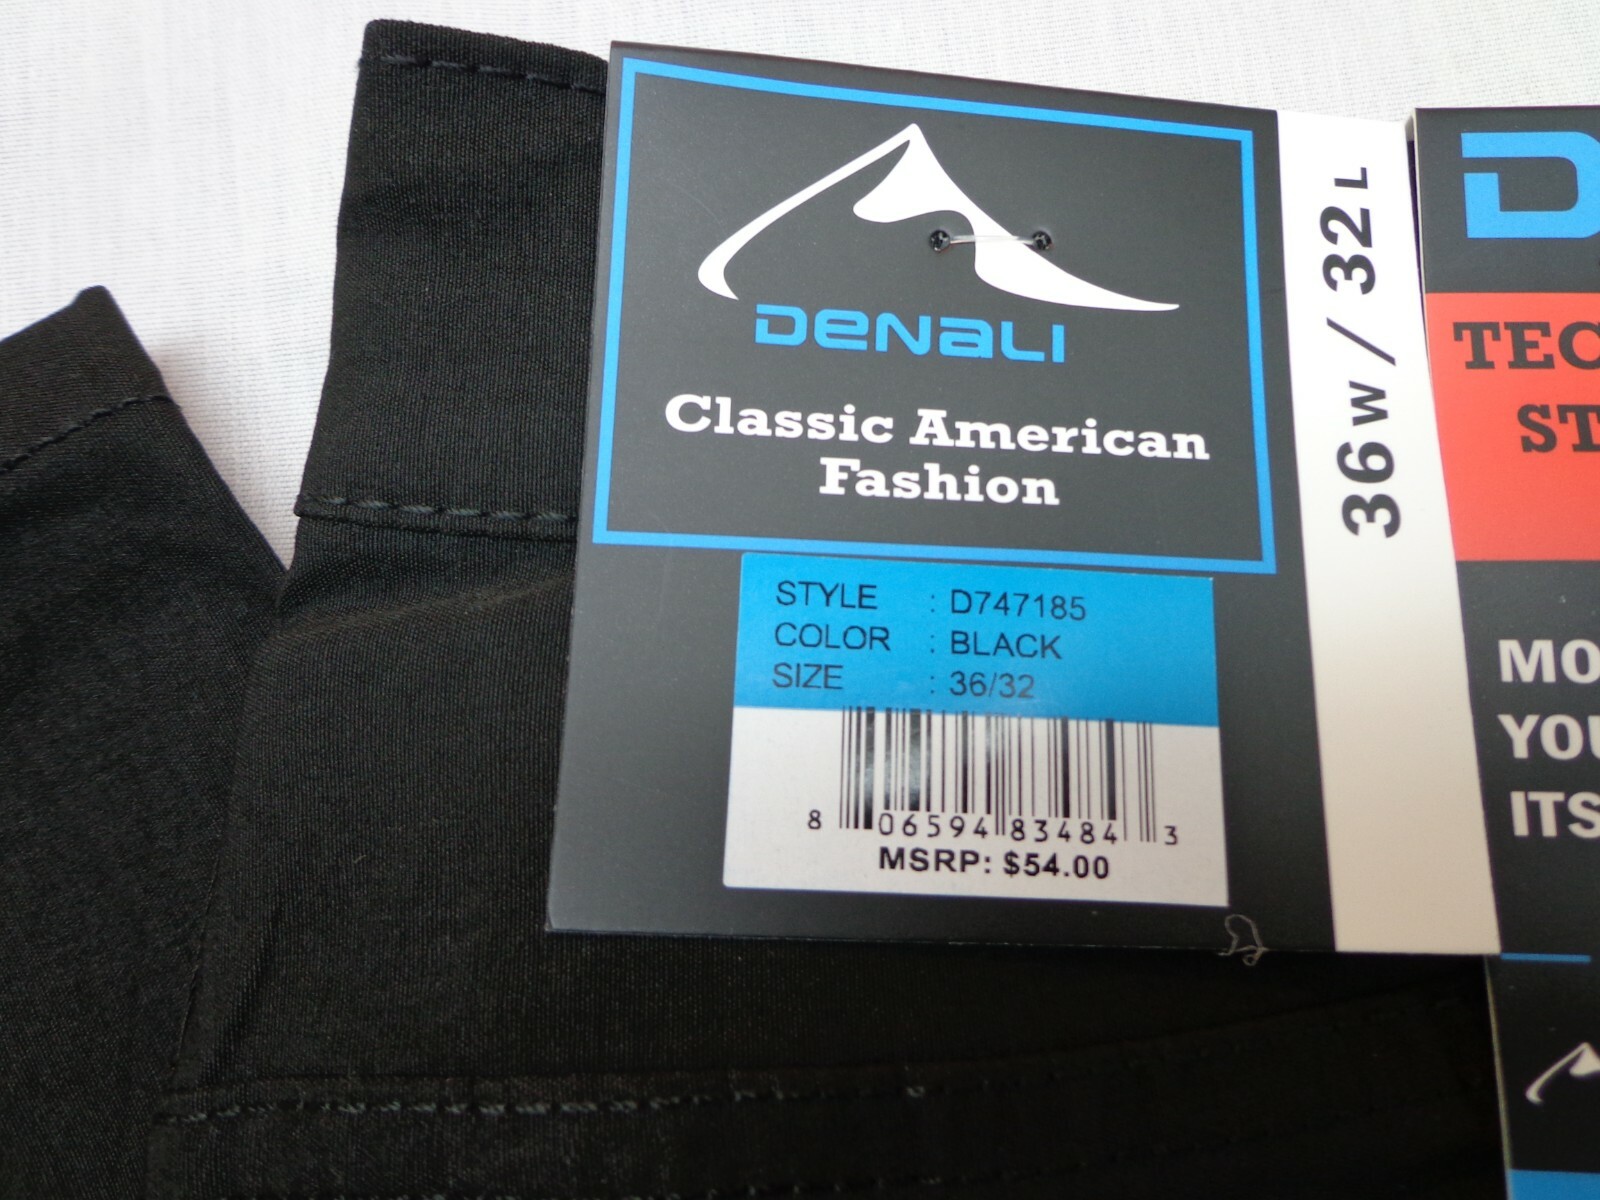 DENALI
Classic American
Fashion
STYLE : D747185
COLOR : BLACK
SIZE : 36/32
8 06594 83484 3
MSRP: $54.00
36W / 32L
D
TEC
ST
MO
YOU
ITS